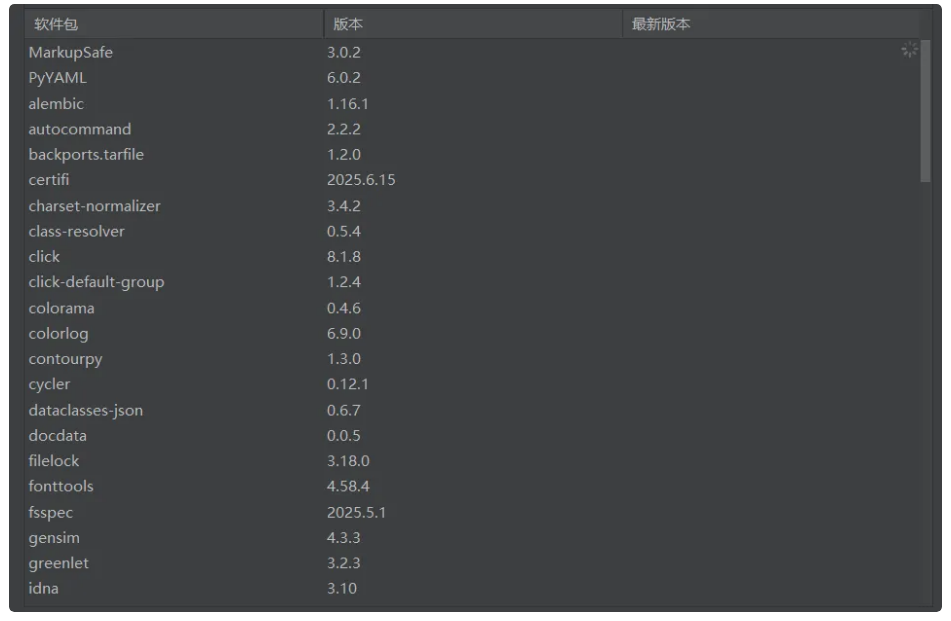 软件包 版本 最新版本
MarkupSafe 3.0.2
PyYAML 6.0.2
alembic 1.16.1
autocommand 2.2.2
backports.tarfile 1.2.0
certifi 2025.6.15
charset-normalizer 3.4.2
class-resolver 0.5.4
click 8.1.8
click-default-group 1.2.4
colorama 0.4.6
colorlog 6.9.0
contourpy 1.3.0
cycler 0.12.1
dataclasses-json 0.6.7
docdata 0.0.5
filelock 3.18.0
fonttools 4.58.4
fsspec 2025.5.1
gensim 4.3.3
greenlet 3.2.3
idna 3.10